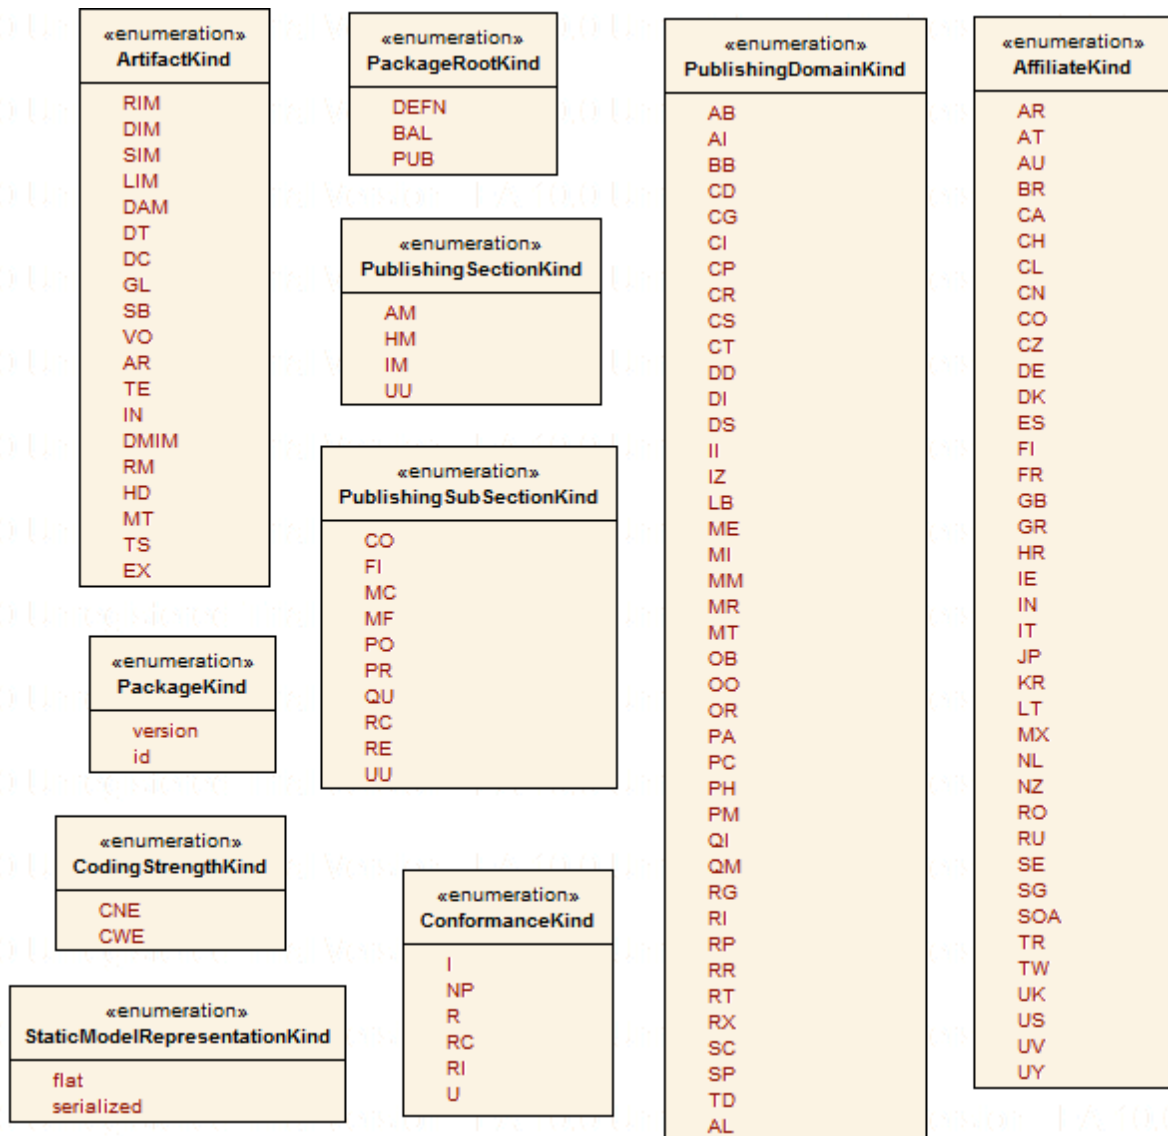 «enumeration»
ArtifactKind
RIM
DIM
SIM
LIM
DAM
DT
DC
GL
SB
VO
AR
TE
IN
DMIM
RM
HD
MT
TS
EX
«enumeration»
PackageKind
version
id
«enumeration»
CodingStrengthKind
CNE
CWE
«enumeration»
StaticModelRepresentationKind
flat
serialized
«enumeration»
PackageRootKind
DEFN
BAL
PUB
«enumeration»
PublishingSectionKind
AM
HM
IM
UU
«enumeration»
PublishingSubSectionKind
CO
FI
MC
MF
PO
PR
QU
RC
RE
UU
«enumeration»
ConformanceKind
I
NP
R
RC
RI
U
«enumeration»
PublishingDomainKind
AB
AI
BB
CD
CG
CI
CP
CR
CS
CT
DD
DI
DS
II
IZ
LB
ME
MI
MM
MR
MT
OB
OO
OR
PA
PC
PH
PM
QI
QM
RG
RI
RP
RR
RT
RX
SC
SP
TD
AL
«enumeration»
AffiliateKind
AR
AT
AU
BR
CA
CH
CL
CN
CO
CZ
DE
DK
ES
FI
FR
GB
GR
HR
IE
IN
IT
JP
KR
LT
MX
NL
NZ
RO
RU
SE
SG
SOA
TR
TW
UK
US
UV
UY